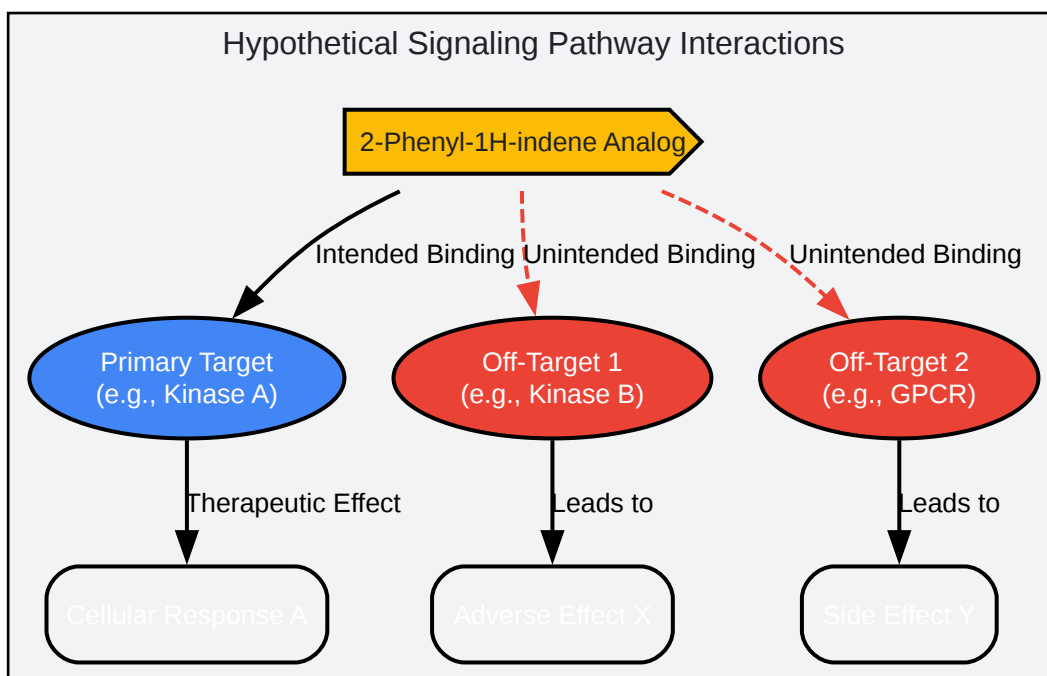 Hypothetical Signaling Pathway Interactions
2-Phenyl-1H-indene Analog
Intended Binding
Unintended Binding
Unintended Binding
Primary Target
(e.g., Kinase A)
Off-Target 1
(e.g., Kinase B)
Off-Target 2
(e.g., GPCR)
Therapeutic Effect
Leads to
Leads to
Cellular Response A
Adverse Effect X
Side Effect Y